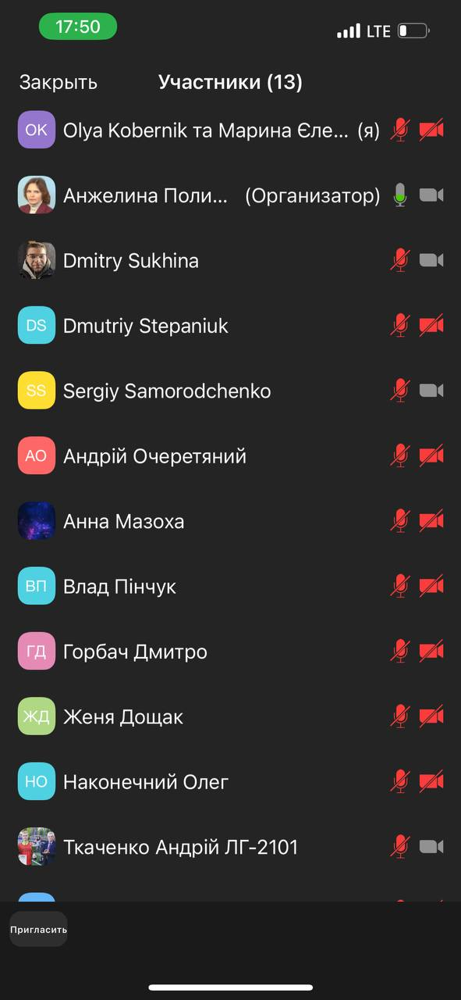 17:50
LTE
Закрыть Участники (13)
OK Olya Kobernik та Марина Єле... (я)
Анжелина Поли... (Организатор)
Dmitry Sukhina
DS Dmutriy Stepaniuk
SS Sergiy Samorodchenko
АО Андрій Очеретяний
Анна Мазоха
ВП Влад Пінчук
ГД Горбач Дмитро
ЖД Женя Дощак
НО Наконечний Олег
Ткаченко Андрій ЛГ-2101
Пригласить